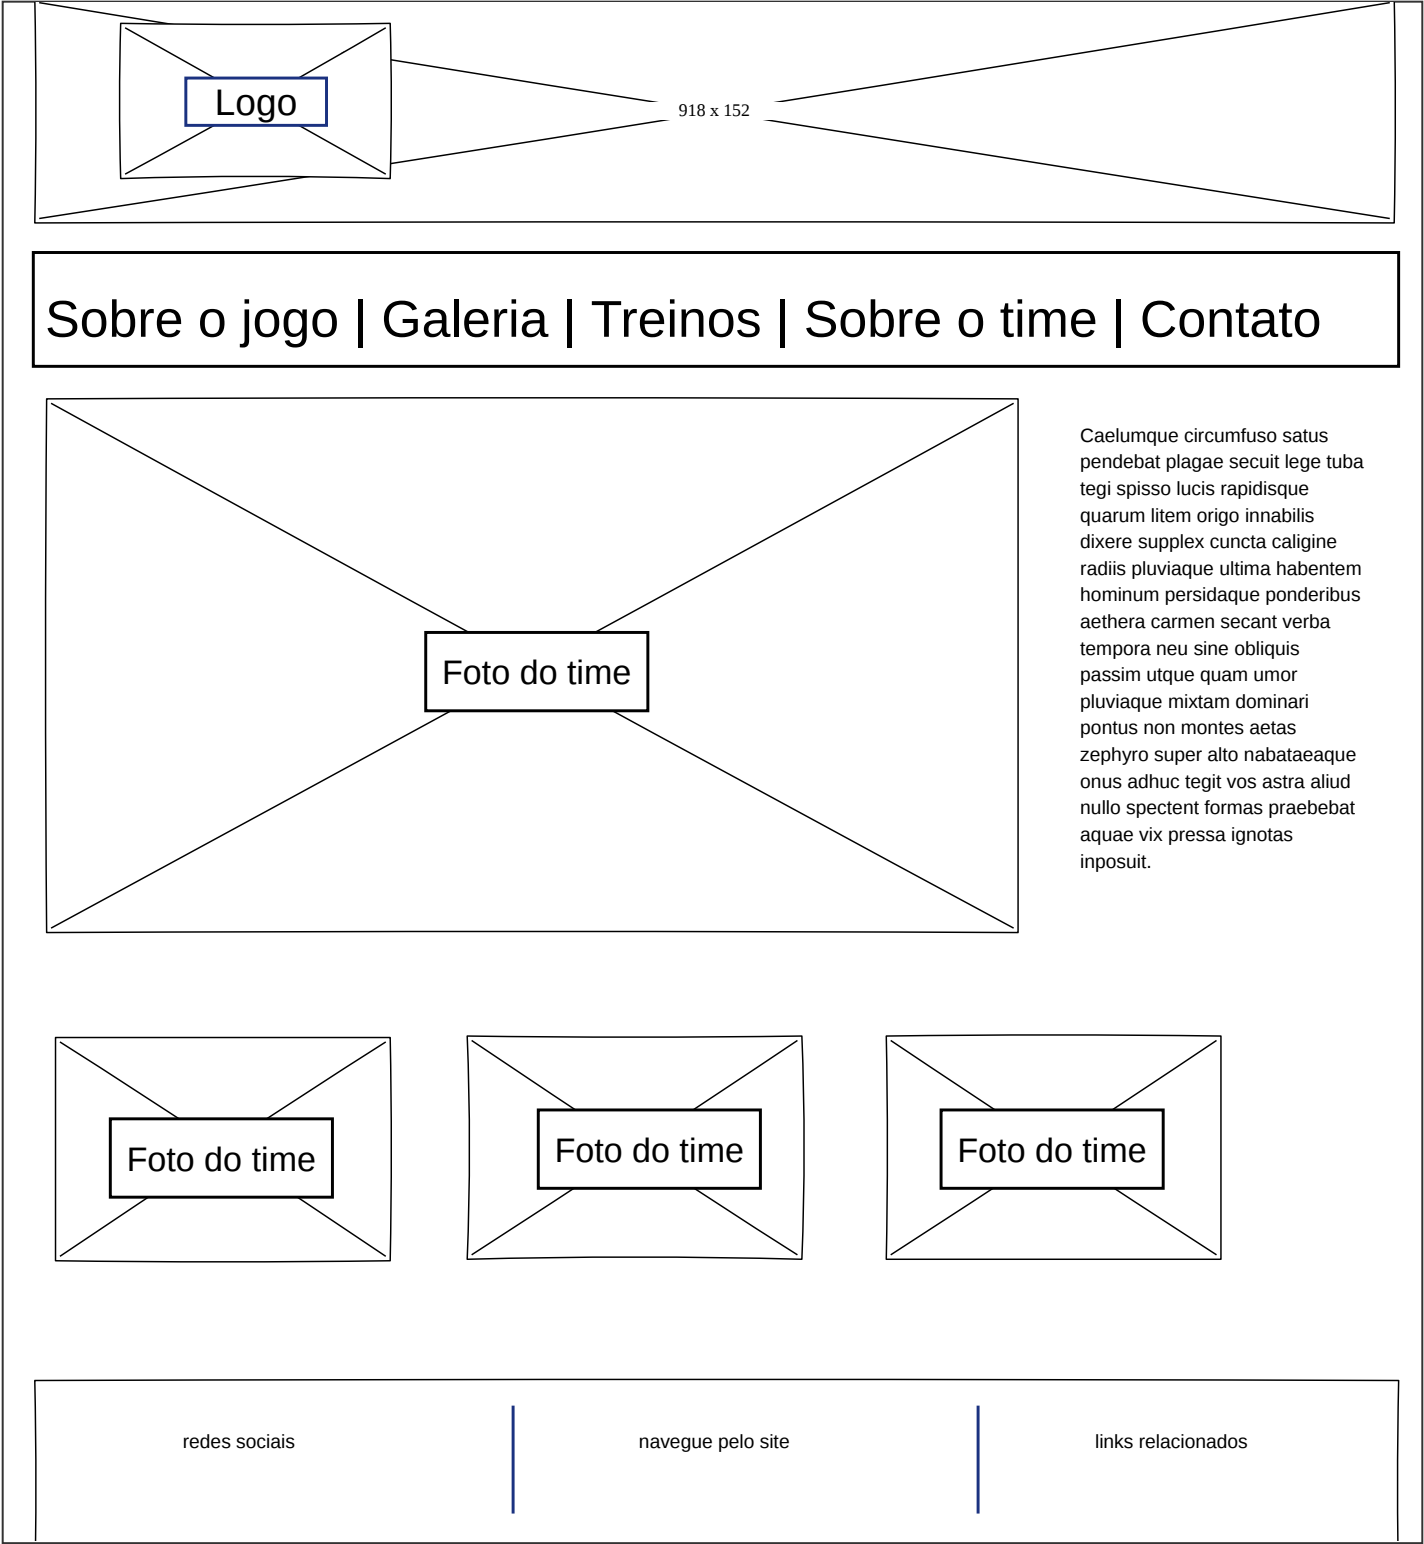 Logo
918 x 152
Sobre o jogo | Galeria | Treinos | Sobre o time | Contato
Caelumque circumfuso satus
pendebat plagae secuit lege tuba
tegi spisso lucis rapidisque
quarum litem origo innabilis
dixere supplex cuncta caligine
radiis pluviaque ultima habentem
hominum persidaque ponderibus
aethera carmen secant verba
tempora neu sine obliquis
passim utque quam umor
pluviaque mixtam dominari
pontus non montes aetas
zephyro super alto nabataeaque
onus adhuc tegit vos astra aliud
nullo spectent formas praebebat
aquae vix pressa ignotas
inposuit.
Foto do time
Foto do time
Foto do time
Foto do time
redes sociais
navegue pelo site
links relacionados